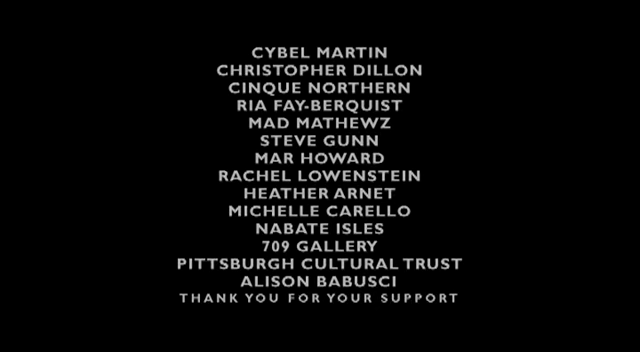 CYBEL MARTIN
CHRISTOPHER DILLON
CINQUE NORTHERN
RIA FAY-BERQUIST
MAD MATHEWZ
STEVE GUNN
MAR HOWARD
RACHEL LOWENSTEIN
HEATHER ARNET
MICHELLE CARELLO
NABATE ISLES
709 GALLERY
PITTSBURGH CULTURAL TRUST
ALISON BABUSCI
THANK YOU FOR YOUR SUPPORT